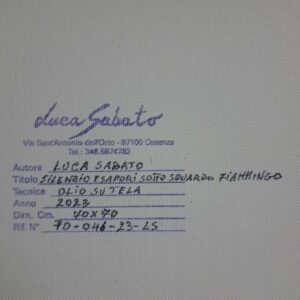 Luca Sabato
Via Sant'Antonio dell'Orto - 87100 Cosenza
Tel.: 348.6674782
Autore LUCA SABATO
Titolo SILENZIO E SAPORI SOTTO SGUARDO FIAMMINGO
Tecnica OLIO SU TELA
Anno 2023
Dim. Cm. 70X70
Rif. N° 70-046-23-LS